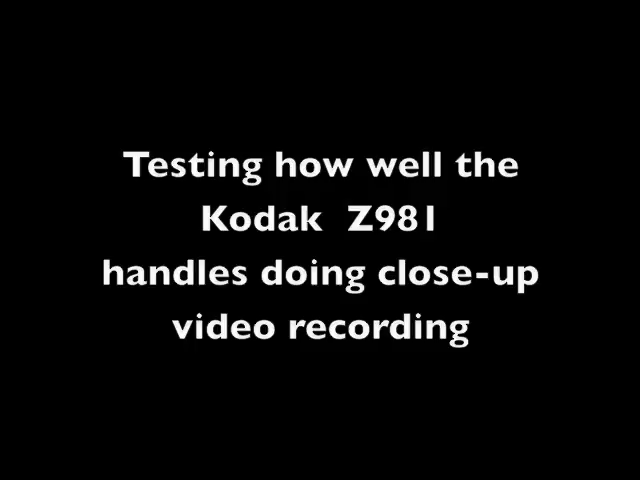 Testing how well the
Kodak  Z981
handles doing close-up
video recording